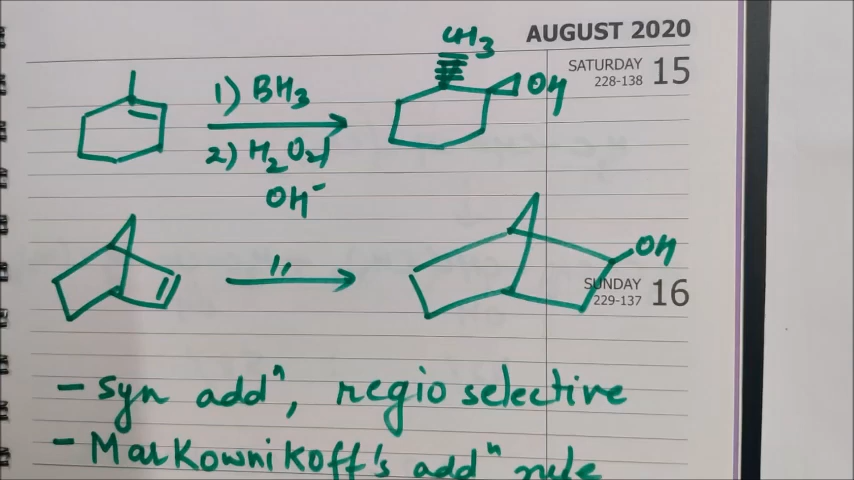 AUGUST 2020
SATURDAY 15
228-138
CH3
1) BH3
OH
2) H2O2/
OH-
OH
SUNDAY 16
229-137
- Syn addn, regio selective
- Markownikoff's addn rule